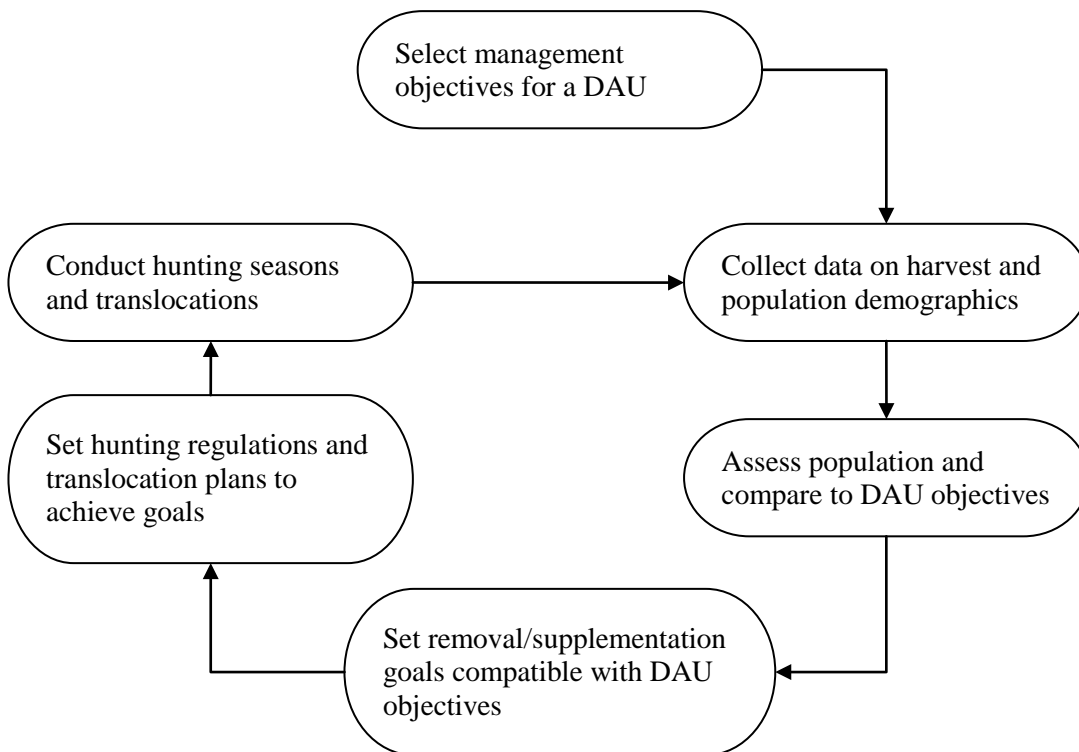 Select management
objectives for a DAU
Conduct hunting seasons
and translocations
Collect data on harvest and
population demographics
Set hunting regulations and
translocation plans to
achieve goals
Assess population and
compare to DAU objectives
Set removal/supplementation
goals compatible with DAU
objectives